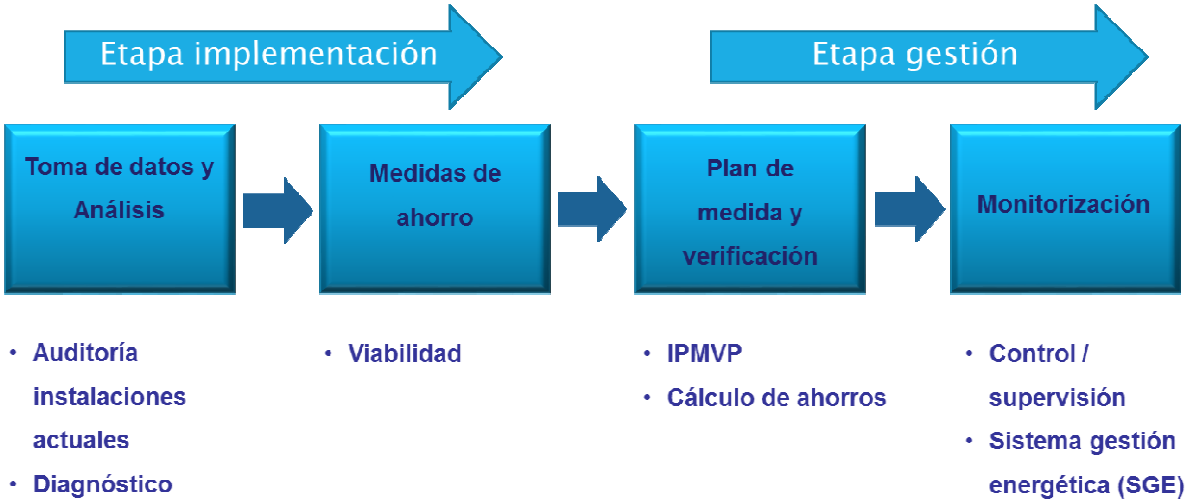 Etapa implementación
Etapa gestión
Toma de datos y
Análisis
Medidas de
ahorro
Plan de
medida y
verificación
Monitorización
• Auditoría
instalaciones
actuales
• Diagnóstico
• Viabilidad
• IPMVP
• Cálculo de ahorros
• Control /
supervisión
• Sistema gestión
energética (SGE)